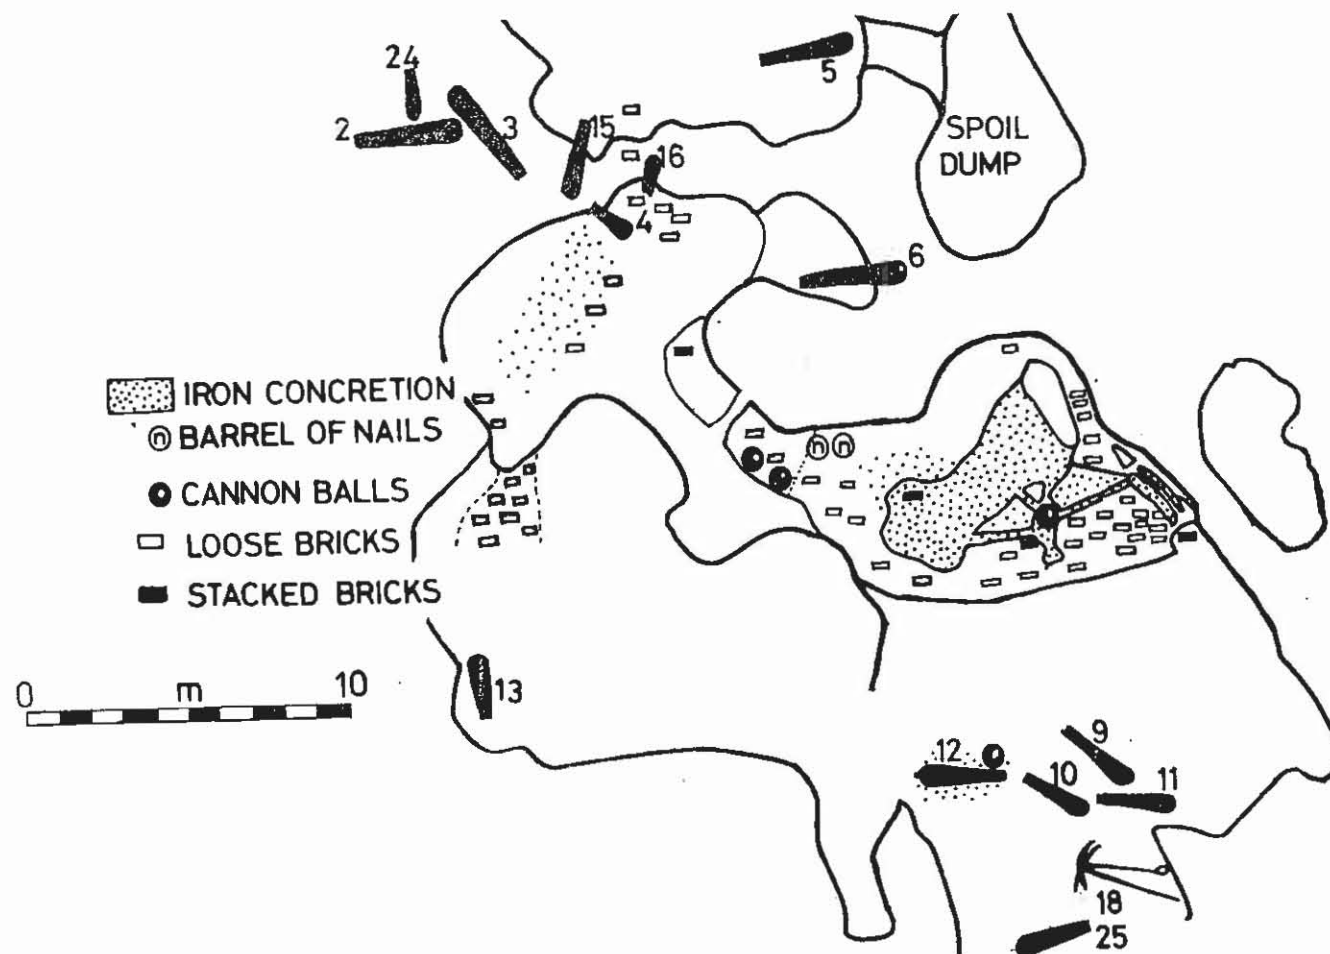 24
5
2
3
15
SPOIL
DUMP
16
4
6
IRON CONCRETION
n BARREL OF NAILS
n n
CANNON BALLS
LOOSE BRICKS
STACKED BRICKS
0 m 10
13
9
12
10
11
18
25